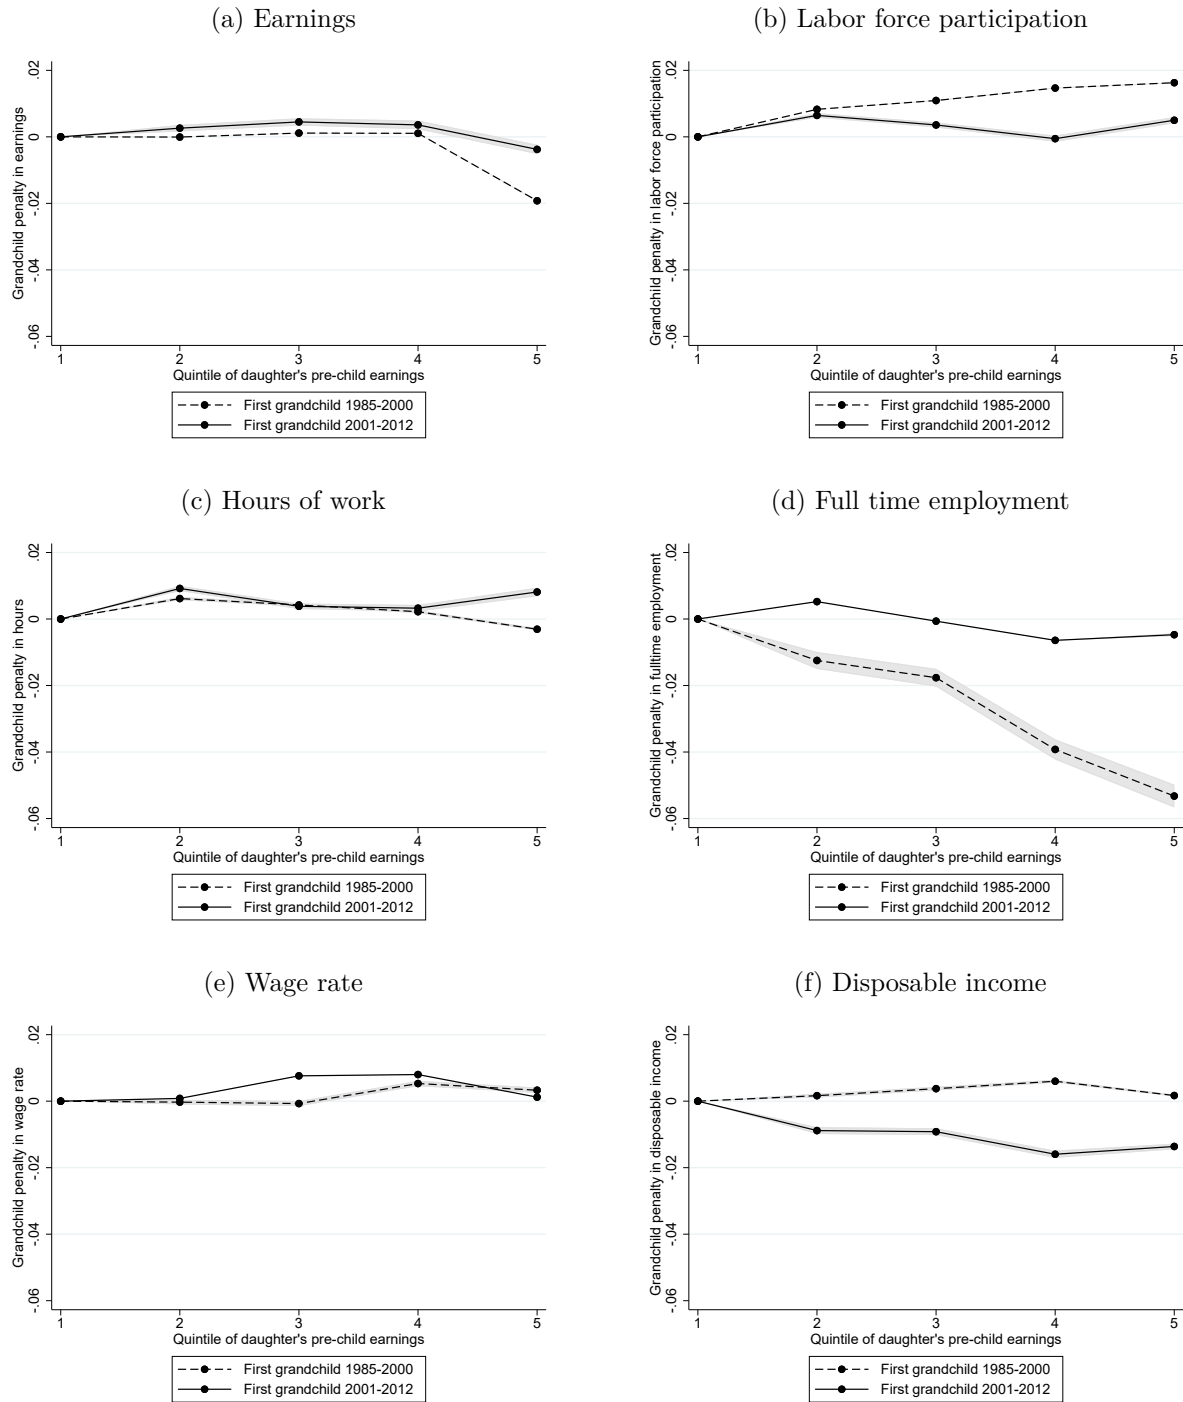 (a) Earnings
Grandchild penalty in earnings
.02
0
-.02
-.04
-.06
1 2 3 4 5
Quintile of daughter's pre-child earnings
First grandchild 1985-2000
First grandchild 2001-2012
(b) Labor force participation
Grandchild penalty in labor force participation
.02
0
-.02
-.04
-.06
1 2 3 4 5
Quintile of daughter's pre-child earnings
First grandchild 1985-2000
First grandchild 2001-2012
(c) Hours of work
Grandchild penalty in hours
.02
0
-.02
-.04
-.06
1 2 3 4 5
Quintile of daughter's pre-child earnings
First grandchild 1985-2000
First grandchild 2001-2012
(d) Full time employment
Grandchild penalty in fulltime employment
.02
0
-.02
-.04
-.06
1 2 3 4 5
Quintile of daughter's pre-child earnings
First grandchild 1985-2000
First grandchild 2001-2012
(e) Wage rate
Grandchild penalty in wage rate
.02
0
-.02
-.04
-.06
1 2 3 4 5
Quintile of daughter's pre-child earnings
First grandchild 1985-2000
First grandchild 2001-2012
(f) Disposable income
Grandchild penalty in disposable income
.02
0
-.02
-.04
-.06
1 2 3 4 5
Quintile of daughter's pre-child earnings
First grandchild 1985-2000
First grandchild 2001-2012